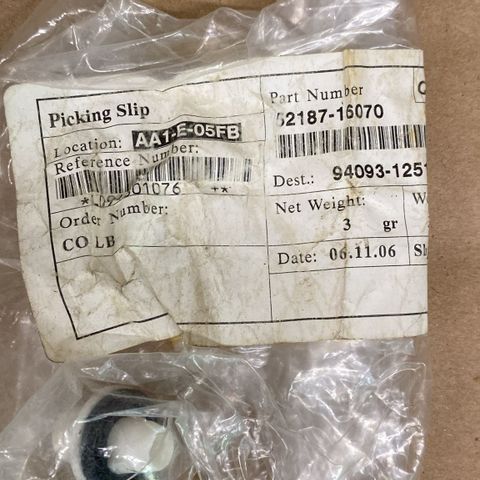 Picking Slip
Location: AA1-E-05FB
Reference Number:
01076 **
Order Number:
CO LB
Part Number
52187-16070
Dest.: 94093-1251
Net Weight:
3 gr
Date: 06.11.06